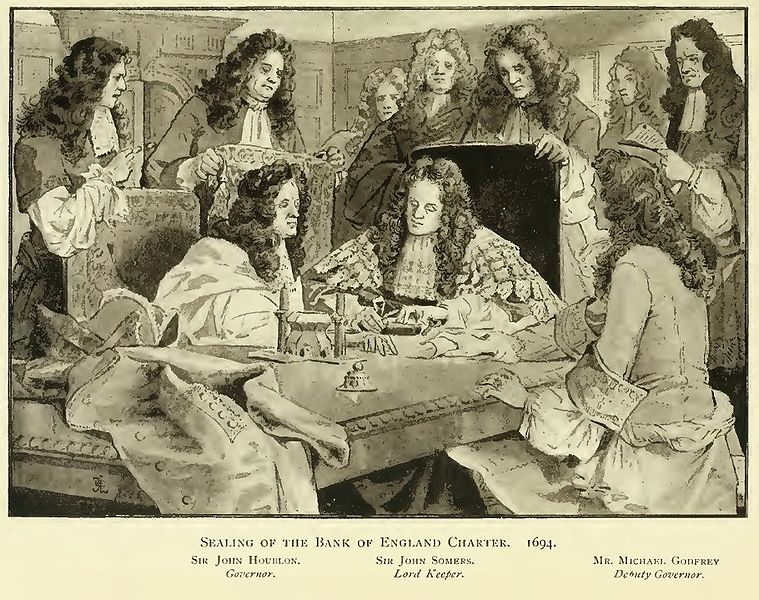 SEALING OF THE BANK OF ENGLAND CHARTER. 1694.
SIR JOHN HOUBLON. SIR JOHN SOMERS. MR. MICHAEL GODFREY
Governor. Lord Keeper. Deputy Governor.